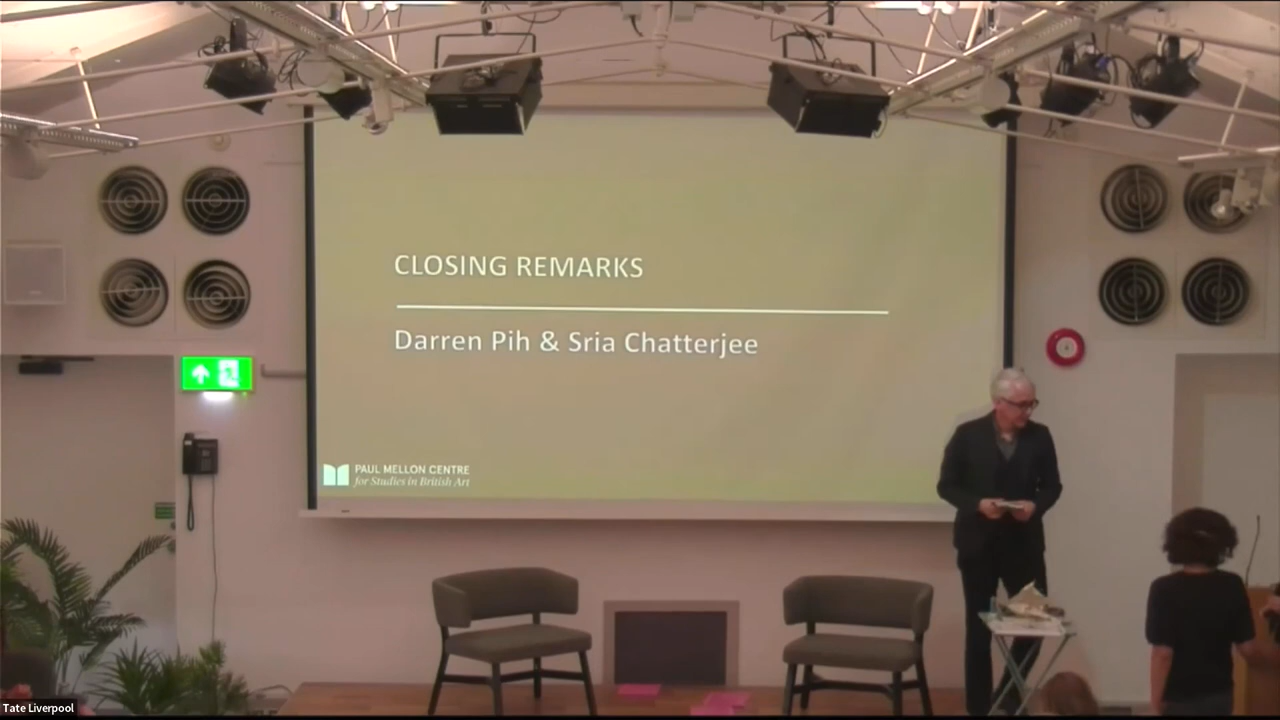 CLOSING REMARKS
Darren Pih & Sria Chatterjee
PAUL MELLON CENTRE
for Studies in British Art
Tate Liverpool